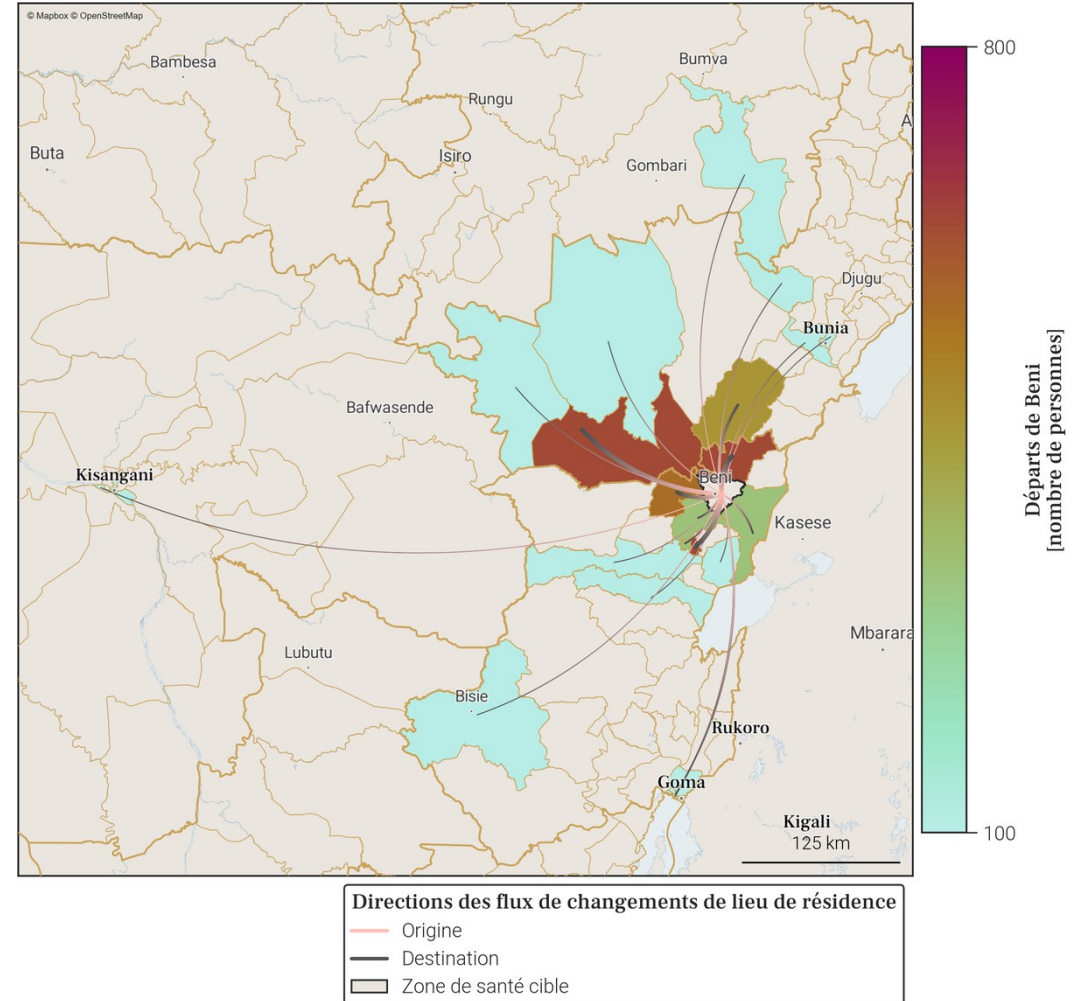 © Mapbox © OpenStreetMap
Bambesa
Bumva
Rungu
Buta
Isiro
Gombari
A
Djugu
Bunia
Bafwasende
Kisangani
Beni
Kasese
Mbarara
Lubutu
Bisie
Rukoro
Goma
Kigali
125 km
800
100
Départs de Beni
[nombre de personnes]
Directions des flux de changements de lieu de résidence
Origine
Destination
Zone de santé cible